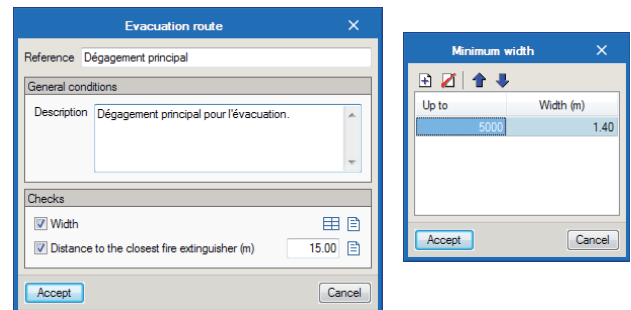 Evacuation route
Reference Dégagement principal
General conditions
Description Dégagement principal pour l'évacuation.
Checks
Width
Distance to the closest fire extinguisher (m) 15.00
Accept Cancel
Minimum width
Up to Width (m)
5000 1.40
Accept Cancel